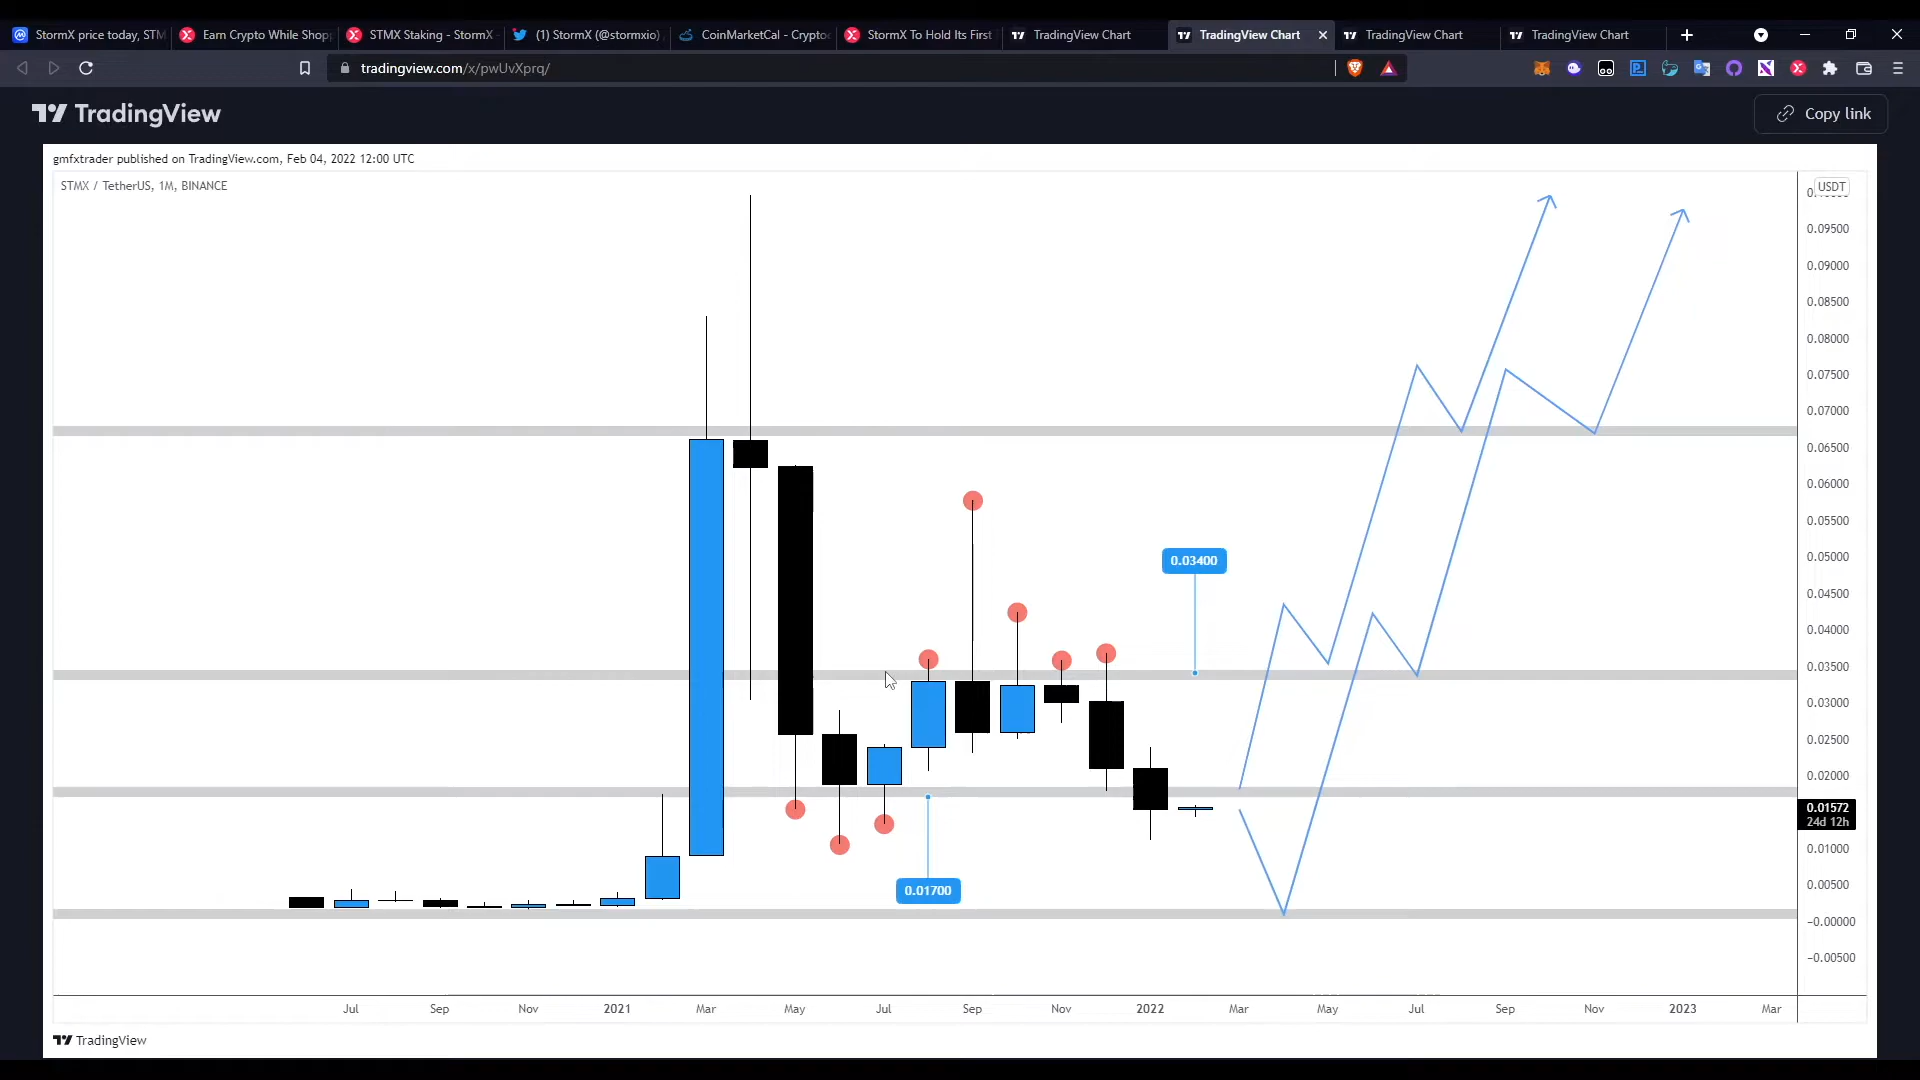 StormX price today, STM
Earn Crypto While Shopp
STMX Staking - StormX
(1) StormX (@stormxio)
CoinMarketCal - Crypto
StormX To Hold Its First
TradingView Chart
TradingView Chart
TradingView Chart
TradingView Chart
tradingview.com/x/pwUvXprq/
TradingView
Copy link
gmfxtrader published on TradingView.com, Feb 04, 2022 12:00 UTC
STMX / TetherUS, 1M, BINANCE
USDT
0.09500
0.09000
0.08500
0.08000
0.07500
0.07000
0.06500
0.06000
0.05500
0.05000
0.04500
0.04000
0.03500
0.03000
0.02500
0.02000
0.01572
24d 12h
0.01000
0.00500
−0.00000
−0.00500
0.03400
0.01700
Jul Sep Nov 2021 Mar May Jul Sep Nov 2022 Mar May Jul Sep Nov 2023 Mar
TradingView